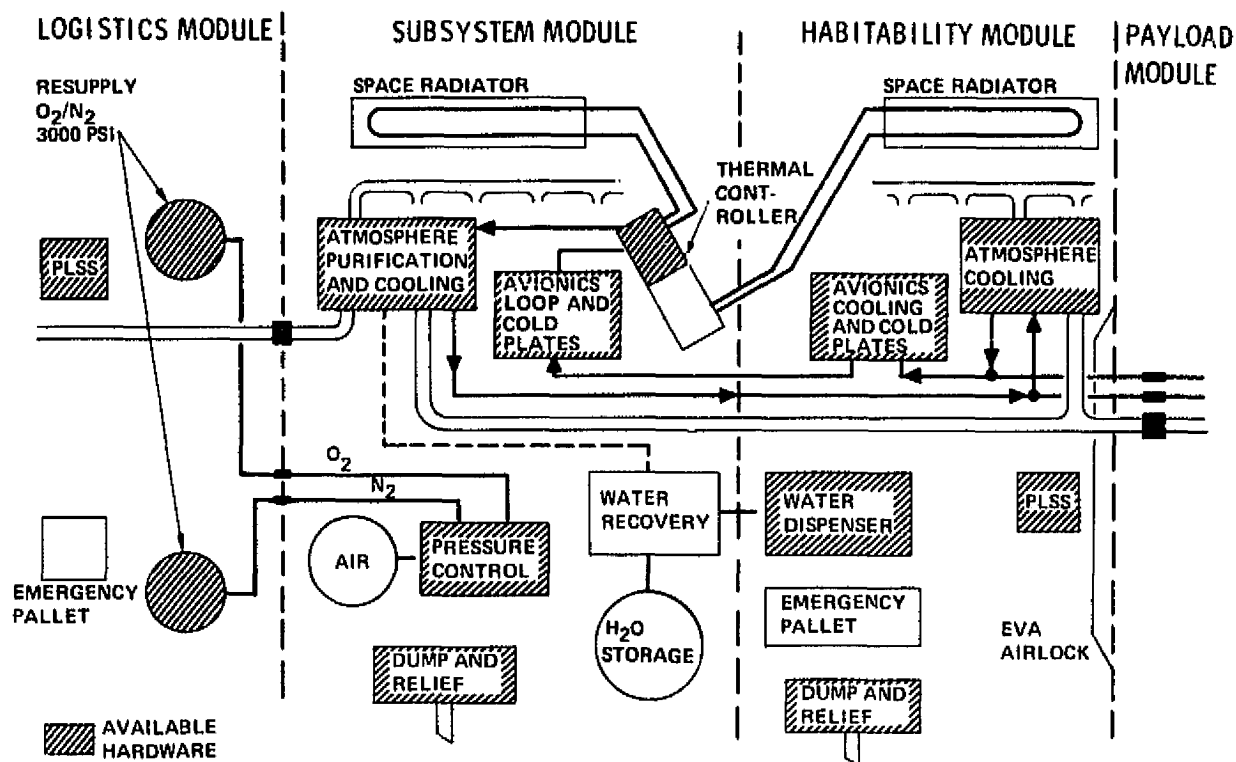 LOGISTICS MODULE
SUBSYSTEM MODULE
HABITABILITY MODULE
PAYLOAD
MODULE
RESUPPLY
O2/N2
3000 PSI
SPACE RADIATOR
SPACE RADIATOR
THERMAL
CONT-
ROLLER
PLSS
ATMOSPHERE
PURIFICATION
AND COOLING
AVIONICS
LOOP AND
COLD
PLATES
AVIONICS
COOLING
AND COLD
PLATES
ATMOSPHERE
COOLING
O2
N2
AIR
PRESSURE
CONTROL
WATER
RECOVERY
WATER
DISPENSER
PLSS
EMERGENCY
PALLET
H2O
STORAGE
EMERGENCY
PALLET
EVA
AIRLOCK
DUMP AND
RELIEF
DUMP AND
RELIEF
AVAILABLE
HARDWARE